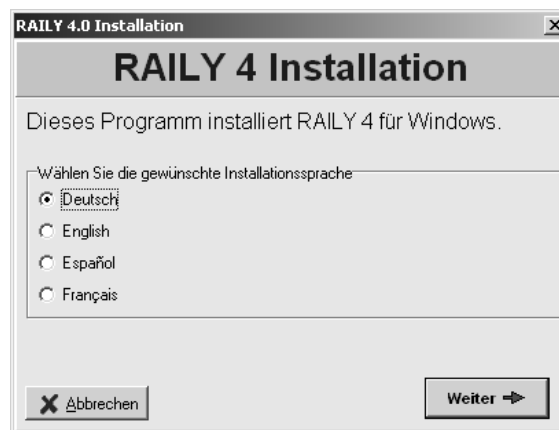 RAILY 4.0 Installation
RAILY 4 Installation
Dieses Programm installiert RAILY 4 für Windows.
Wählen Sie die gewünschte Installationssprache
Deutsch
English
Español
Français
Abbrechen
Weiter